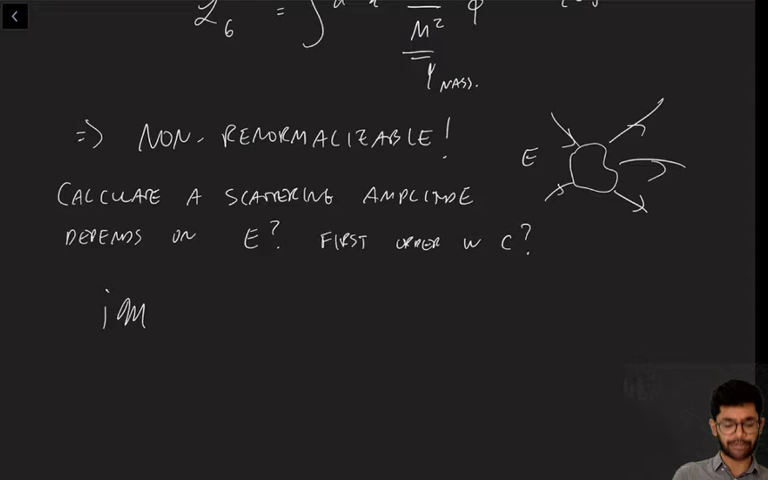 L6 = ∫ d x / M² φ
MASS.
=> NON-RENORMALIZABLE!
E
CALCULATE A SCATTERING AMPLITUDE
DEPENDS ON E? FIRST ORDER IN C?
iM